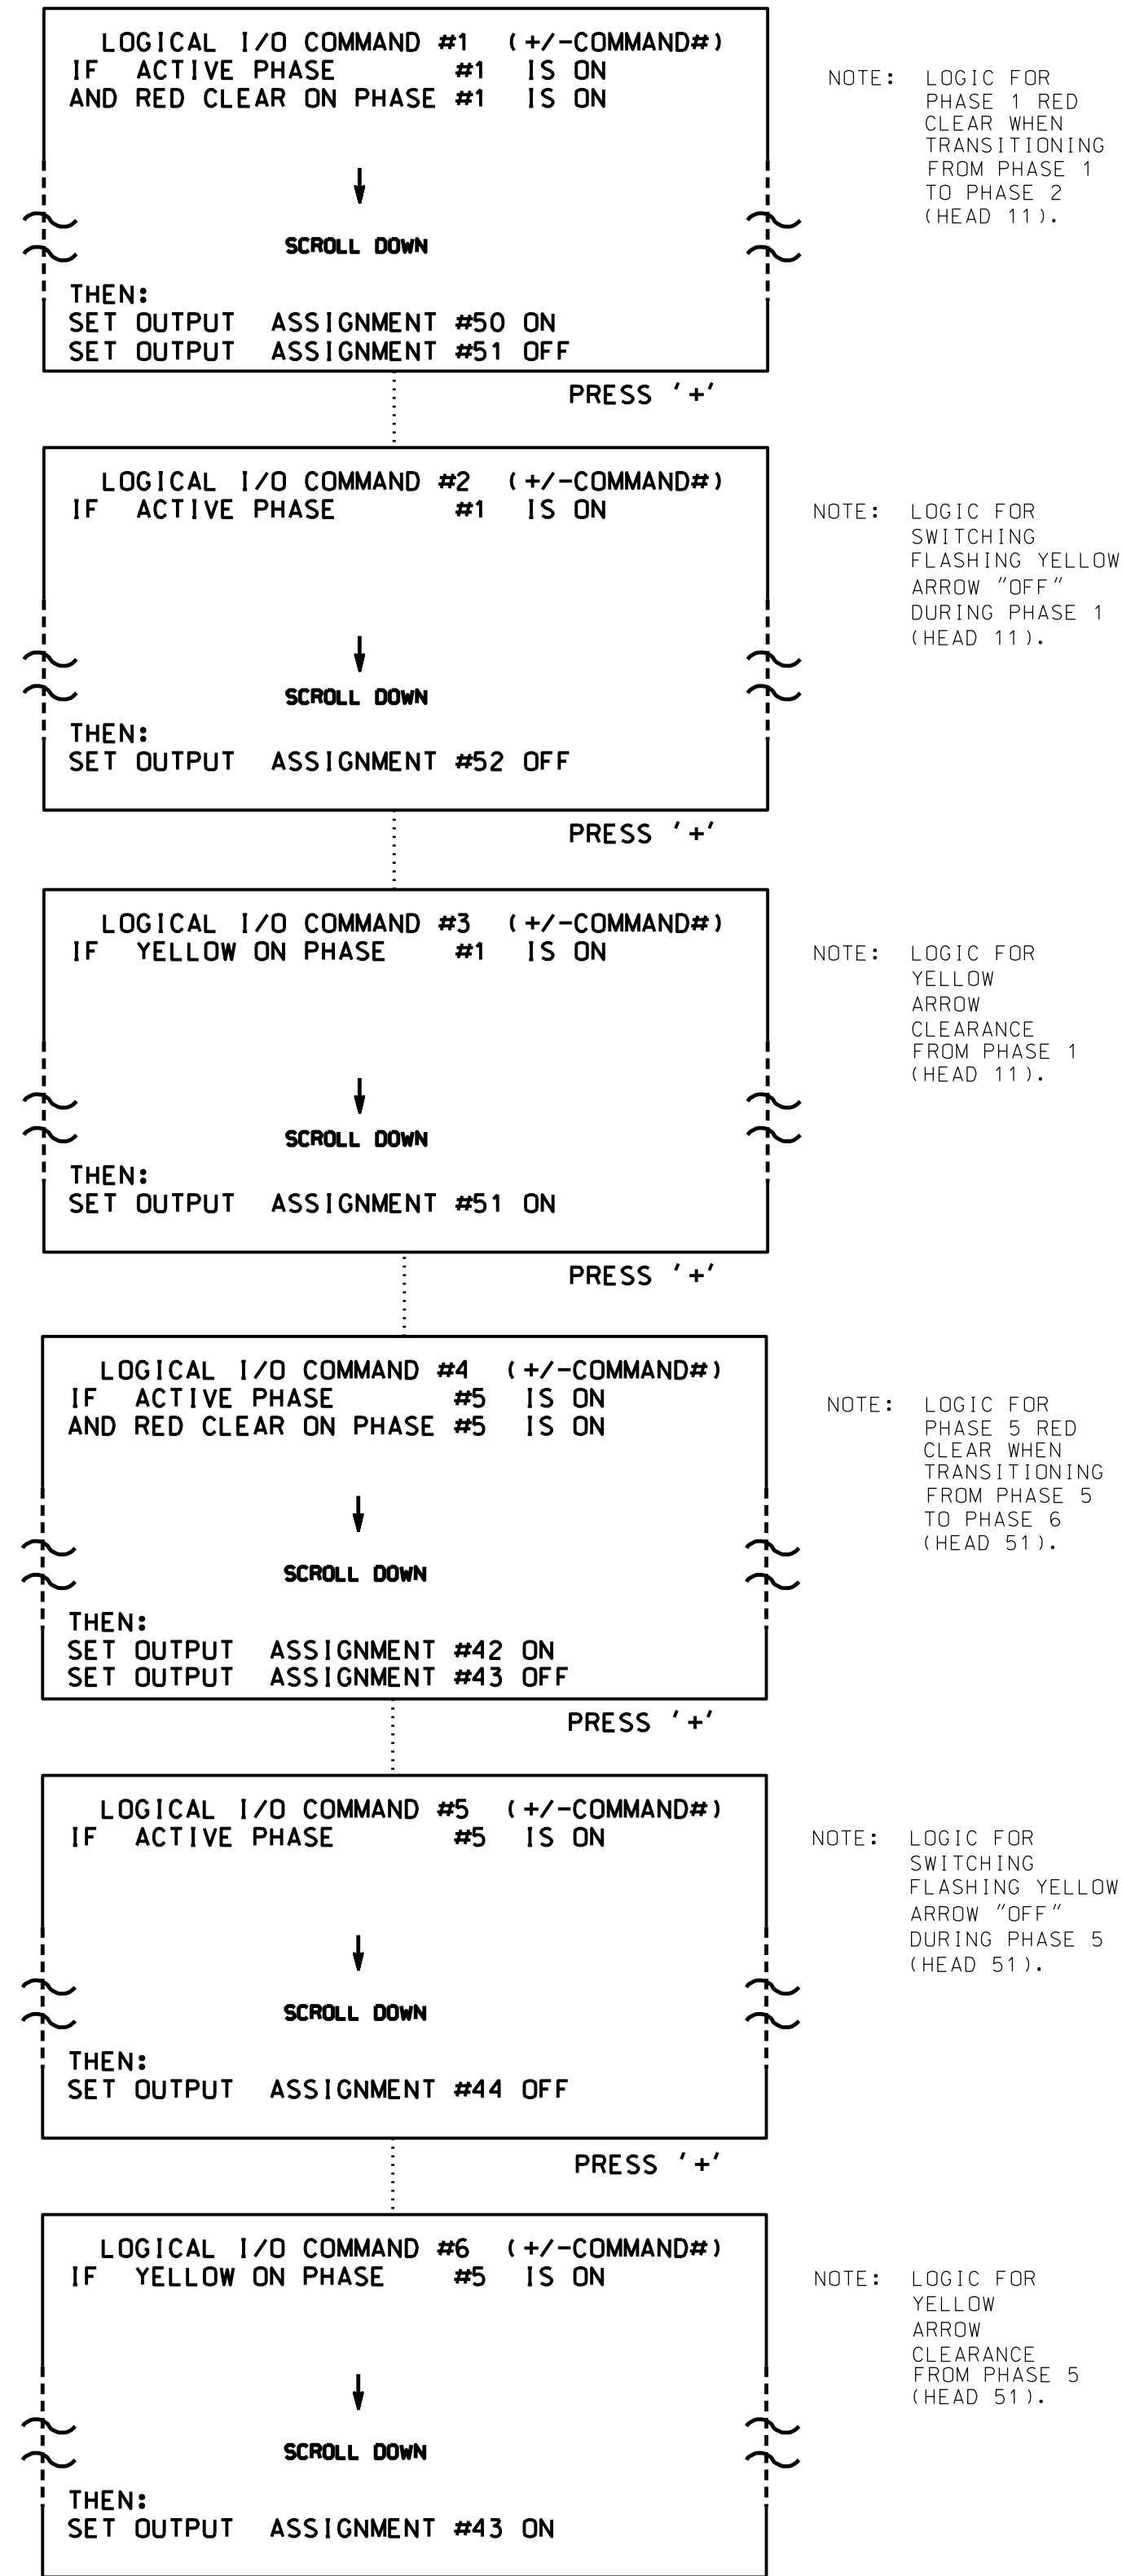 LOGICAL I/O COMMAND #1 (+/-COMMAND#)
IF ACTIVE PHASE #1 IS ON
AND RED CLEAR ON PHASE #1 IS ON
SCROLL DOWN
THEN:
SET OUTPUT ASSIGNMENT #50 ON
SET OUTPUT ASSIGNMENT #51 OFF
NOTE: LOGIC FOR
PHASE 1 RED
CLEAR WHEN
TRANSITIONING
FROM PHASE 1
TO PHASE 2
(HEAD 11).
PRESS '+'
LOGICAL I/O COMMAND #2 (+/-COMMAND#)
IF ACTIVE PHASE #1 IS ON
SCROLL DOWN
THEN:
SET OUTPUT ASSIGNMENT #52 OFF
NOTE: LOGIC FOR
SWITCHING
FLASHING YELLOW
ARROW "OFF"
DURING PHASE 1
(HEAD 11).
PRESS '+'
LOGICAL I/O COMMAND #3 (+/-COMMAND#)
IF YELLOW ON PHASE #1 IS ON
SCROLL DOWN
THEN:
SET OUTPUT ASSIGNMENT #51 ON
NOTE: LOGIC FOR
YELLOW
ARROW
CLEARANCE
FROM PHASE 1
(HEAD 11).
PRESS '+'
LOGICAL I/O COMMAND #4 (+/-COMMAND#)
IF ACTIVE PHASE #5 IS ON
AND RED CLEAR ON PHASE #5 IS ON
SCROLL DOWN
THEN:
SET OUTPUT ASSIGNMENT #42 ON
SET OUTPUT ASSIGNMENT #43 OFF
NOTE: LOGIC FOR
PHASE 5 RED
CLEAR WHEN
TRANSITIONING
FROM PHASE 5
TO PHASE 6
(HEAD 51).
PRESS '+'
LOGICAL I/O COMMAND #5 (+/-COMMAND#)
IF ACTIVE PHASE #5 IS ON
SCROLL DOWN
THEN:
SET OUTPUT ASSIGNMENT #44 OFF
NOTE: LOGIC FOR
SWITCHING
FLASHING YELLOW
ARROW "OFF"
DURING PHASE 5
(HEAD 51).
PRESS '+'
LOGICAL I/O COMMAND #6 (+/-COMMAND#)
IF YELLOW ON PHASE #5 IS ON
SCROLL DOWN
THEN:
SET OUTPUT ASSIGNMENT #43 ON
NOTE: LOGIC FOR
YELLOW
ARROW
CLEARANCE
FROM PHASE 5
(HEAD 51).